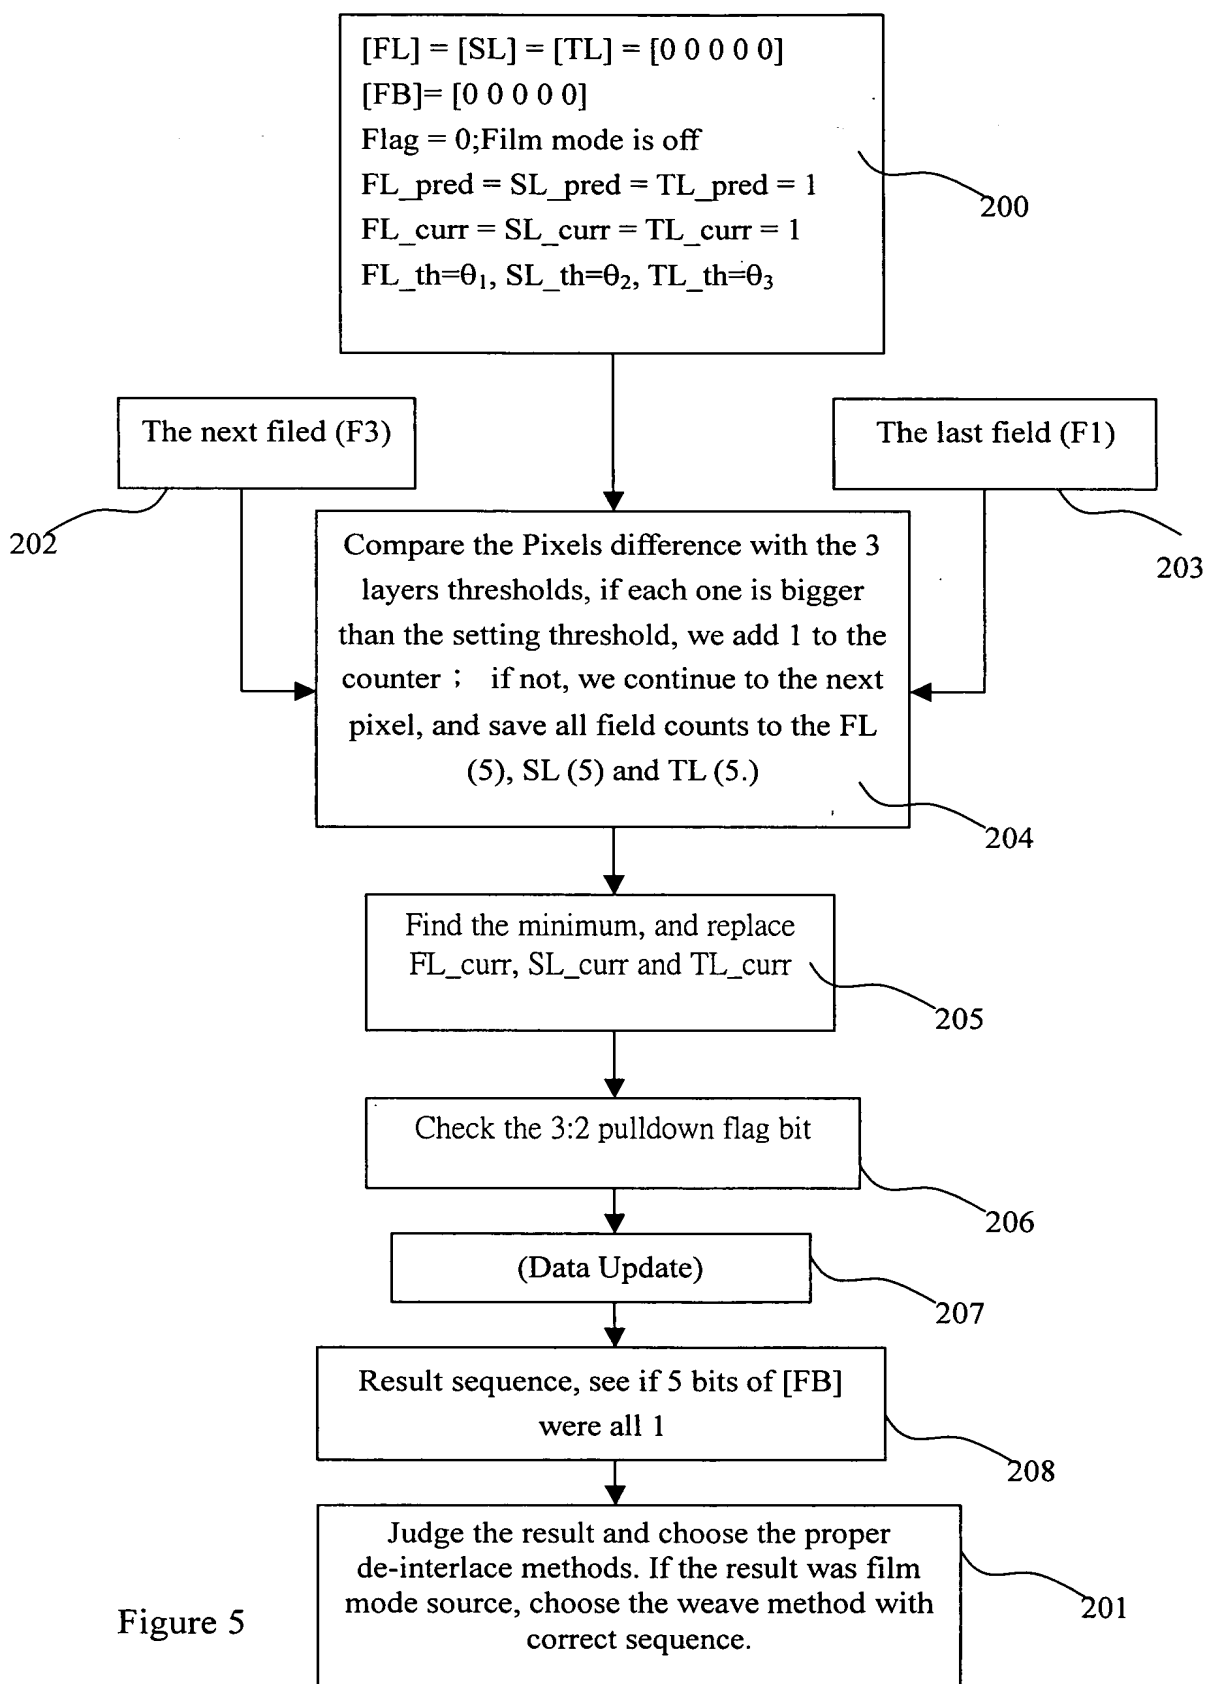 [FL] = [SL] = [TL] = [0 0 0 0 0]
[FB]= [0 0 0 0 0]
Flag = 0;Film mode is off
FL_pred = SL_pred = TL_pred = 1
FL_curr = SL_curr = TL_curr = 1
FL_th=θ₁, SL_th=θ₂, TL_th=θ₃
200
The next filed (F3)
202
The last field (F1)
203
Compare the Pixels difference with the 3
layers thresholds, if each one is bigger
than the setting threshold, we add 1 to the
counter； if not, we continue to the next
pixel, and save all field counts to the FL
(5), SL (5) and TL (5.)
204
Find the minimum, and replace
FL_curr, SL_curr and TL_curr
205
Check the 3:2 pulldown flag bit
206
(Data Update)
207
Result sequence, see if 5 bits of [FB]
were all 1
208
Judge the result and choose the proper
de-interlace methods. If the result was film
mode source, choose the weave method with
correct sequence.
201
Figure 5